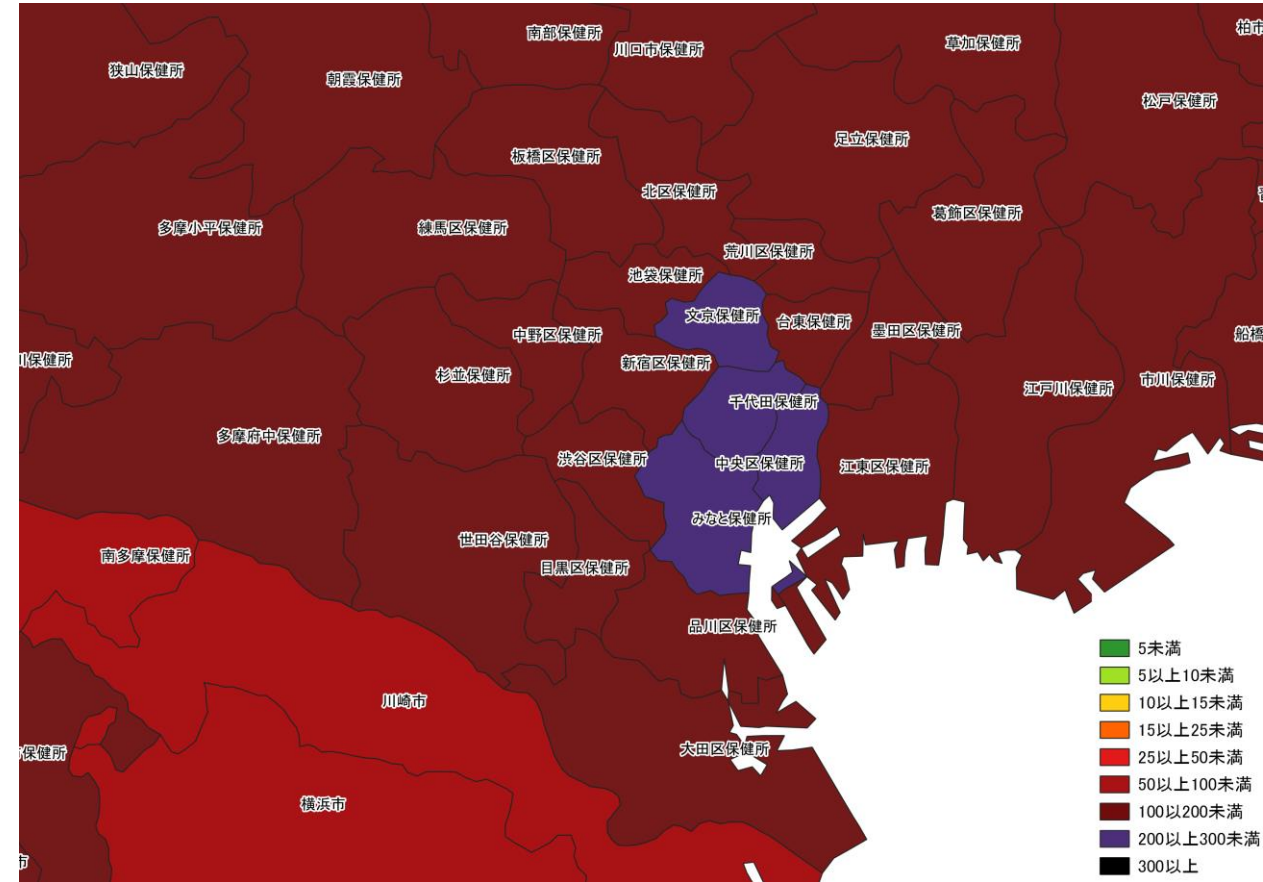 南部保健所
川口市保健所
草加保健所
柏市
狭山保健所
朝霞保健所
松戸保健所
板橋区保健所
足立保健所
北区保健所
多摩小平保健所
練馬区保健所
葛飾区保健所
荒川区保健所
池袋保健所
文京保健所
台東保健所
墨田区保健所
中野区保健所
船橋
川保健所
新宿区保健所
杉並保健所
江戸川保健所
市川保健所
千代田保健所
多摩府中保健所
渋谷区保健所
中央区保健所
江東区保健所
みなと保健所
世田谷保健所
南多摩保健所
目黒区保健所
品川区保健所
川崎市
大田区保健所
保健所
横浜市
市
5未満
5以上10未満
10以上15未満
15以上25未満
25以上50未満
50以上100未満
100以200未満
200以上300未満
300以上